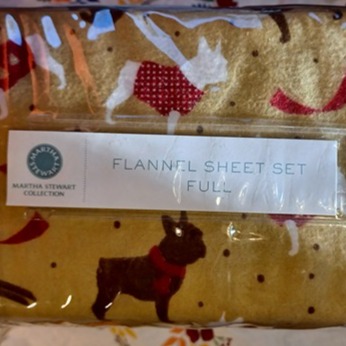 MARTHA
STEWART
MARTHA STEWART
COLLECTION
FLANNEL SHEET SET
FULL